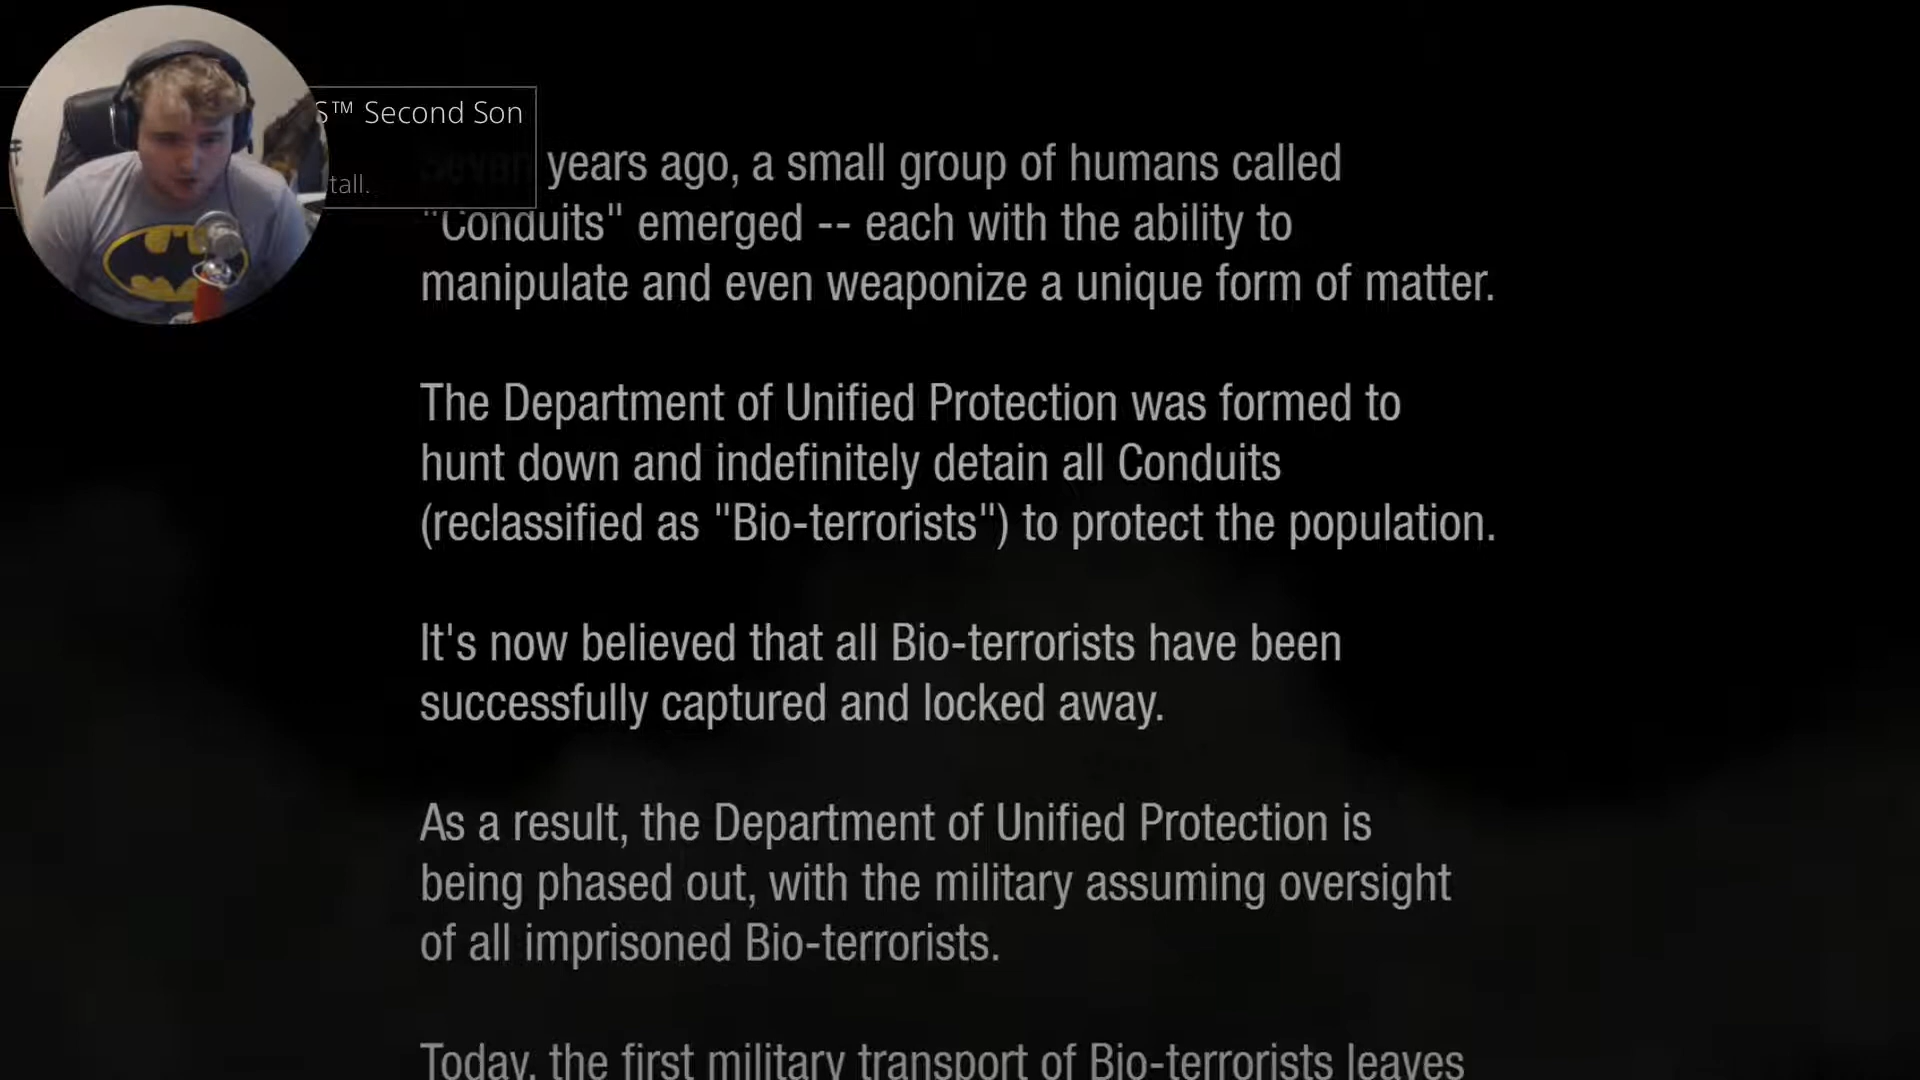 S™ Second Son
tall.
Seven years ago, a small group of humans called
"Conduits" emerged -- each with the ability to
manipulate and even weaponize a unique form of matter.
The Department of Unified Protection was formed to
hunt down and indefinitely detain all Conduits
(reclassified as "Bio-terrorists") to protect the population.
It's now believed that all Bio-terrorists have been
successfully captured and locked away.
As a result, the Department of Unified Protection is
being phased out, with the military assuming oversight
of all imprisoned Bio-terrorists.
Today, the first military transport of Bio-terrorists leaves